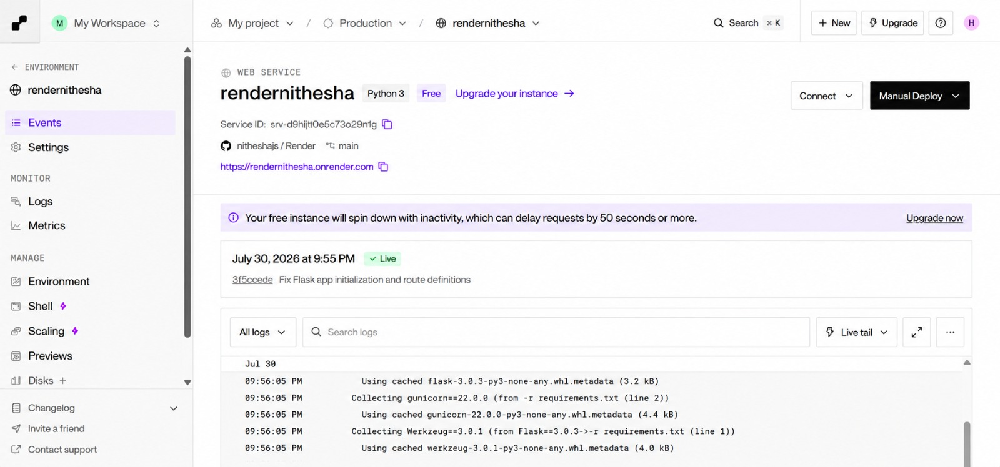 M My Workspace
My project / Production / rendernithesha
Search ⌘ K
+ New
Upgrade
H
← ENVIRONMENT
rendernithesha
Events
Settings
MONITOR
Logs
Metrics
MANAGE
Environment
Shell
Scaling
Previews
Disks +
Changelog
Invite a friend
Contact support
WEB SERVICE
rendernithesha Python 3 Free Upgrade your instance →
Connect
Manual Deploy
Service ID: srv-d9hijtt0e5c73o29n1g
nitheshajs / Render main
https://rendernithesha.onrender.com
Your free instance will spin down with inactivity, which can delay requests by 50 seconds or more. Upgrade now
July 30, 2026 at 9:55 PM ✓ Live
3f5ccede Fix Flask app initialization and route definitions
All logs
Search logs
Live tail
Jul 30
09:56:05 PM Using cached flask-3.0.3-py3-none-any.whl.metadata (3.2 kB)
09:56:05 PM Collecting gunicorn==22.0.0 (from -r requirements.txt (line 2))
09:56:05 PM Using cached gunicorn-22.0.0-py3-none-any.whl.metadata (4.4 kB)
09:56:05 PM Collecting Werkzeug==3.0.1 (from Flask==3.0.3->-r requirements.txt (line 1))
09:56:05 PM Using cached werkzeug-3.0.1-py3-none-any.whl.metadata (4.0 kB)